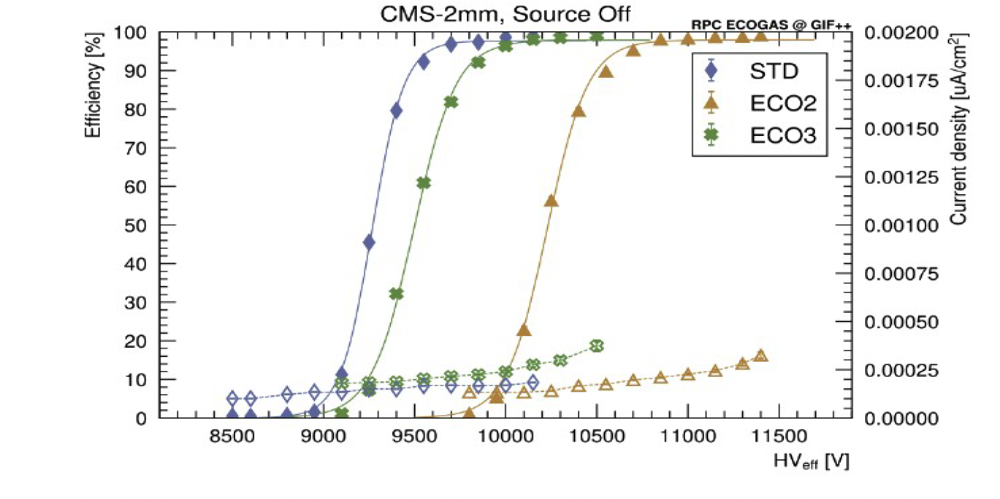 CMS-2mm, Source Off
RPC ECOGAS @ GIF++
Efficiency [%]
100
90
80
70
60
50
40
30
20
10
0
0.00200
0.00175
0.00150
0.00125
0.00100
0.00075
0.00050
0.00025
0.00000
Current density [uA/cm²]
STD
ECO2
ECO3
8500 9000 9500 10000 10500 11000 11500
HVeff [V]